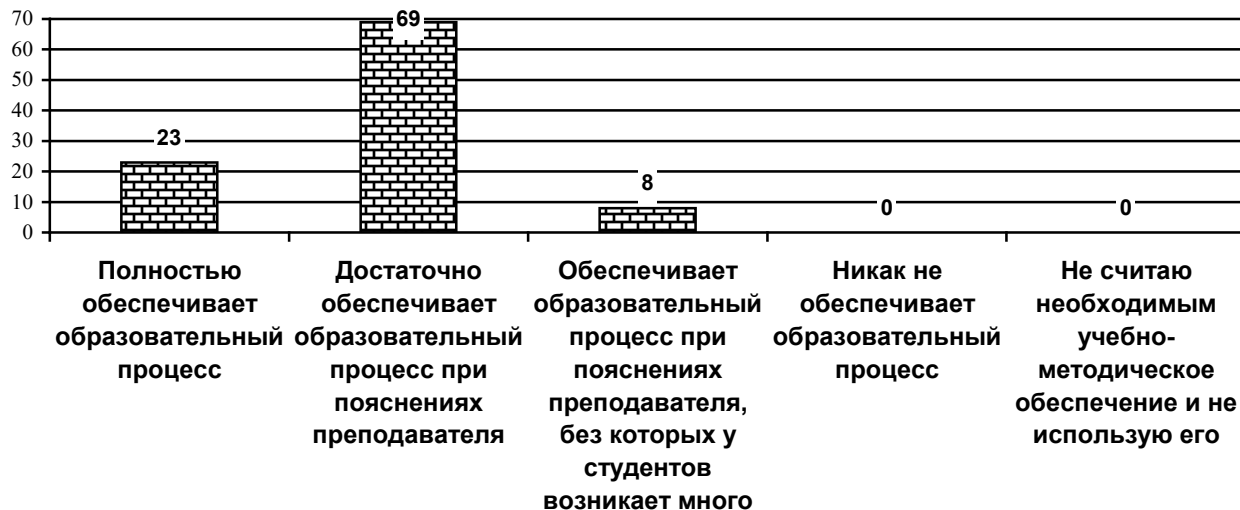 70
60
50
40
30
20
10
0
23
69
8
0
0
Полностью
обеспечивает
образовательный
процесс
Достаточно
обеспечивает
образовательный
процесс при
пояснениях
преподавателя
Обеспечивает
образовательный
процесс при
пояснениях
преподавателя,
без которых у
студентов
возникает много
Никак не
обеспечивает
образовательный
процесс
Не считаю
необходимым
учебно-
методическое
обеспечение и не
использую его